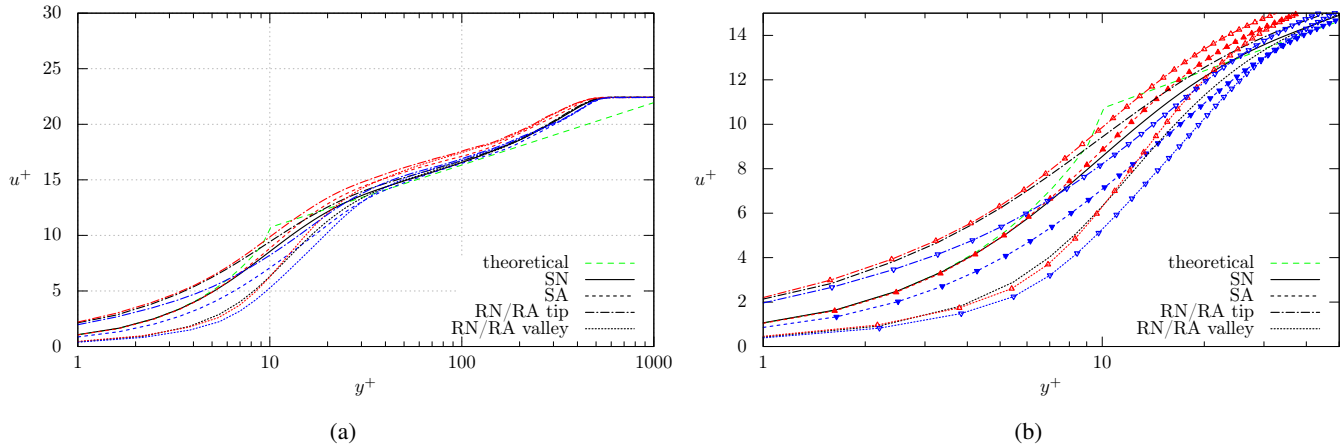 30
25
20
15
10
5
0
u+
1
10
100
1000
y+
theoretical
SN
SA
RN/RA tip
RN/RA valley
(a)
14
12
10
8
6
4
2
0
u+
1
10
y+
theoretical
SN
SA
RN/RA tip
RN/RA valley
(b)